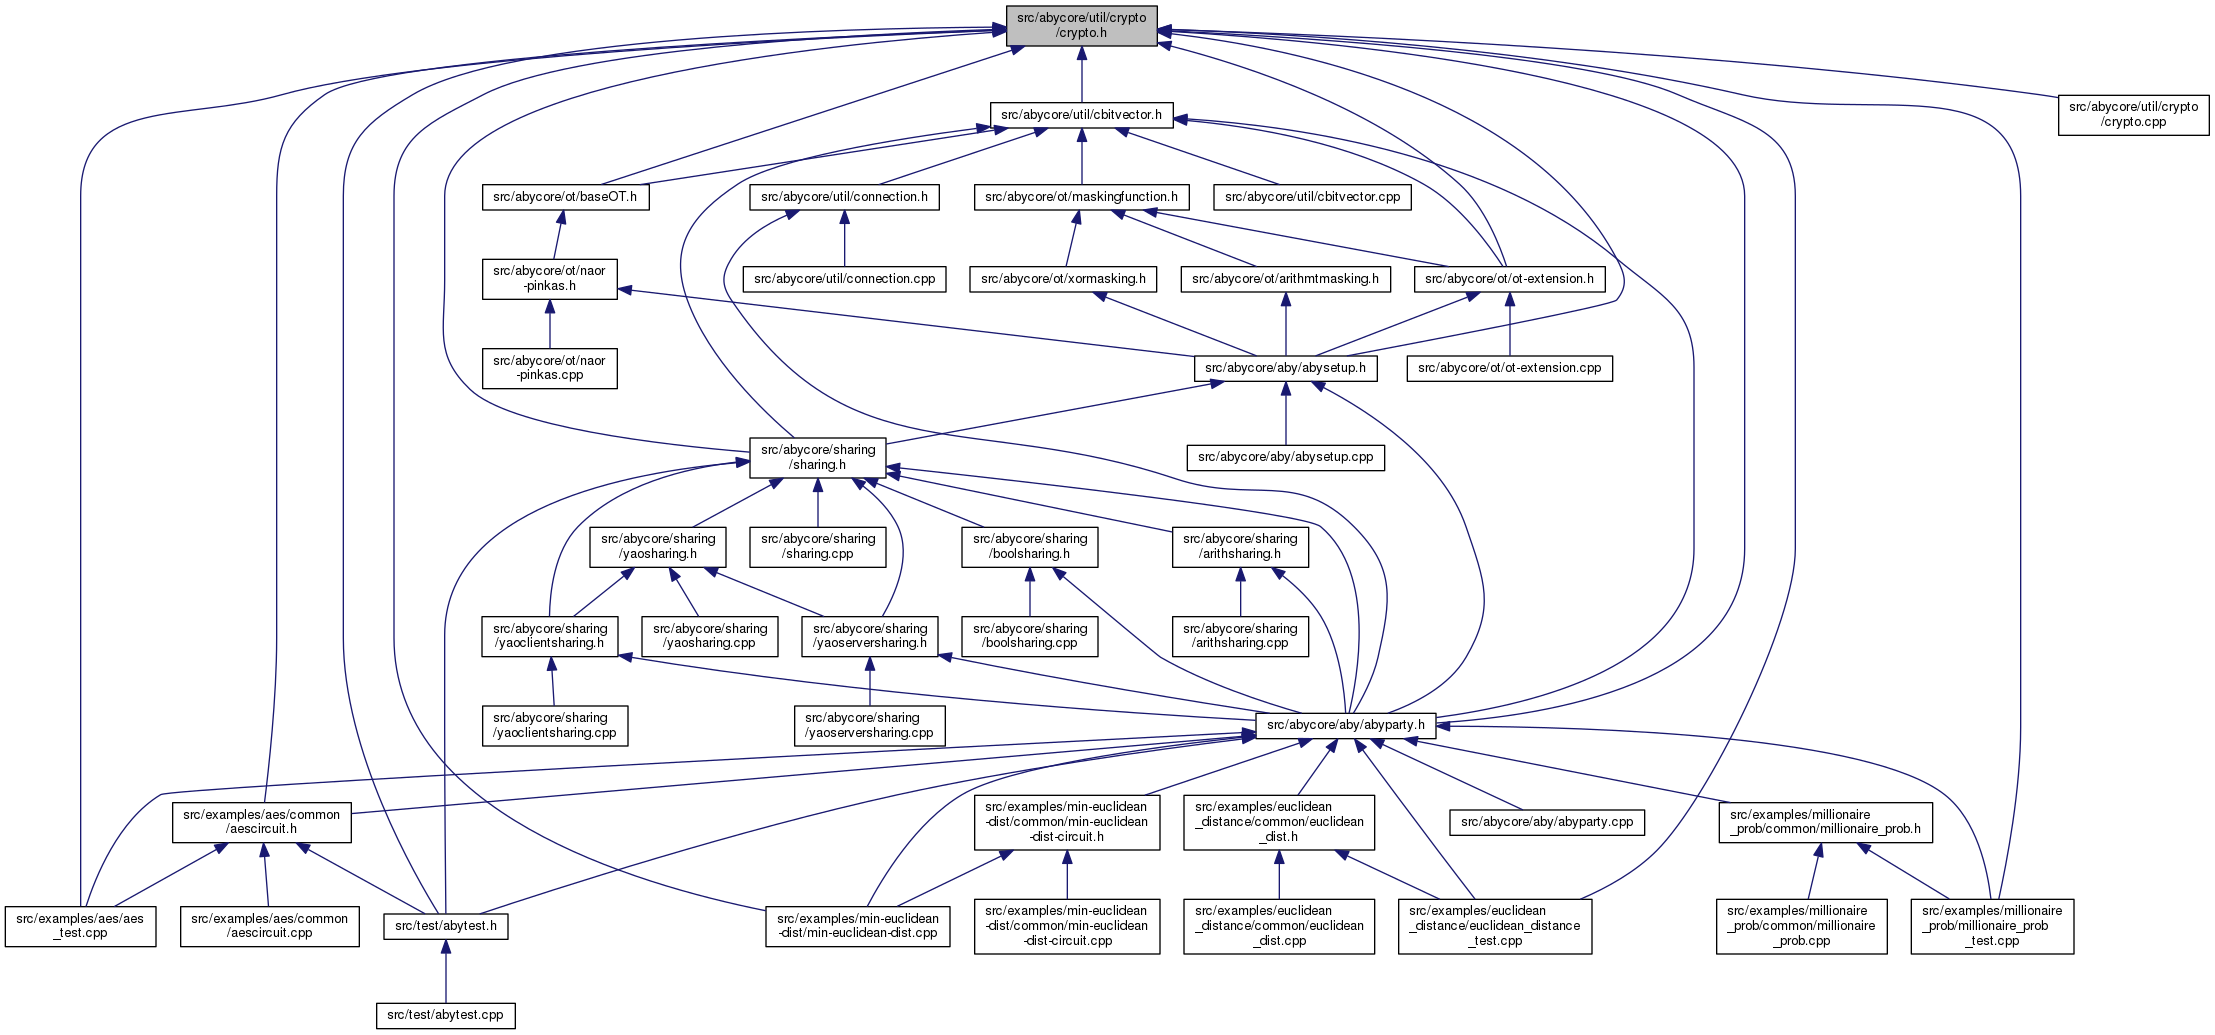 src/abycore/util/crypto
/crypto.h
src/abycore/util/crypto
/crypto.cpp
src/abycore/util/cbitvector.h
src/abycore/ot/baseOT.h
src/abycore/util/connection.h
src/abycore/ot/maskingfunction.h
src/abycore/util/cbitvector.cpp
src/abycore/ot/naor
-pinkas.h
src/abycore/util/connection.cpp
src/abycore/ot/xormasking.h
src/abycore/ot/arithmtmasking.h
src/abycore/ot/ot-extension.h
src/abycore/ot/naor
-pinkas.cpp
src/abycore/aby/abysetup.h
src/abycore/ot/ot-extension.cpp
src/abycore/sharing
/sharing.h
src/abycore/aby/abysetup.cpp
src/abycore/sharing
/yaosharing.h
src/abycore/sharing
/sharing.cpp
src/abycore/sharing
/boolsharing.h
src/abycore/sharing
/arithsharing.h
src/abycore/sharing
/yaoclientsring.h
src/abycore/sharing
/yaosharing.cpp
src/abycore/sharing
/yaoserversharing.h
src/abycore/sharing
/boolsharing.cpp
src/abycore/sharing
/arithsharing.cpp
src/abycore/sharing
/yaoclientsharing.cpp
src/abycore/sharing
/yaoserversharing.cpp
src/abycore/aby/abyparty.h
src/examples/aes/common
/aescircuit.h
src/examples/min-euclidean
-dist/common/min-euclidean
-dist-circuit.h
src/examples/euclidean
_distance/common/euclidean
_dist.h
src/abycore/aby/abyparty.cpp
src/examples/millionaire
_prob/common/millionaire_prob.h
src/examples/aes/aes
_test.cpp
src/examples/aes/common
/aescircuit.cpp
src/test/abytest.h
src/examples/min-euclidean
-dist/min-euclidean-dist.cpp
src/examples/min-euclidean
-dist/common/min-euclidean
-dist-circuit.cpp
src/examples/euclidean
_distance/common/euclidean
_dist.cpp
src/examples/euclidean
_distance/euclidean_distance
_test.cpp
src/examples/millionaire
_prob/common/millionaire
_prob.cpp
src/examples/millionaire
_prob/millionaire_prob
_test.cpp
src/test/abytest.cpp